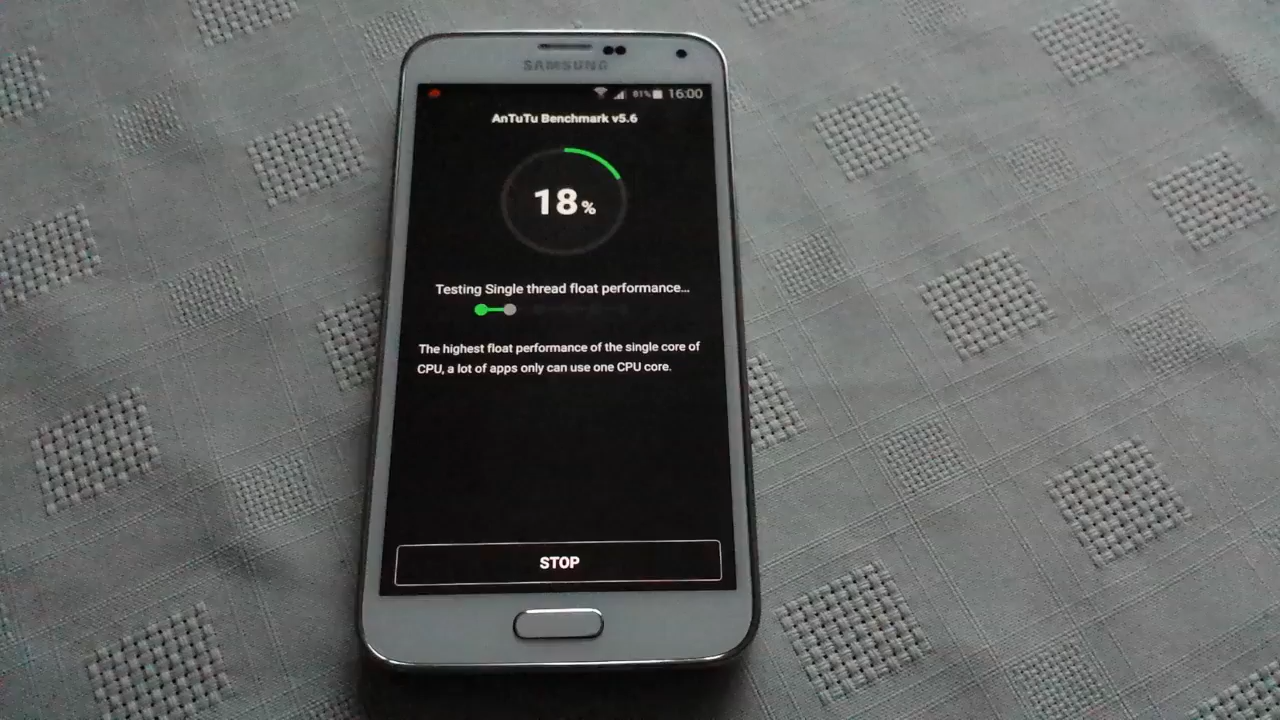 SAMSUNG
81% 16:00
AnTuTu Benchmark v5.6
18%
Testing Single thread float performance...
The highest float performance of the single core of
CPU, a lot of apps only can use one CPU core.
STOP